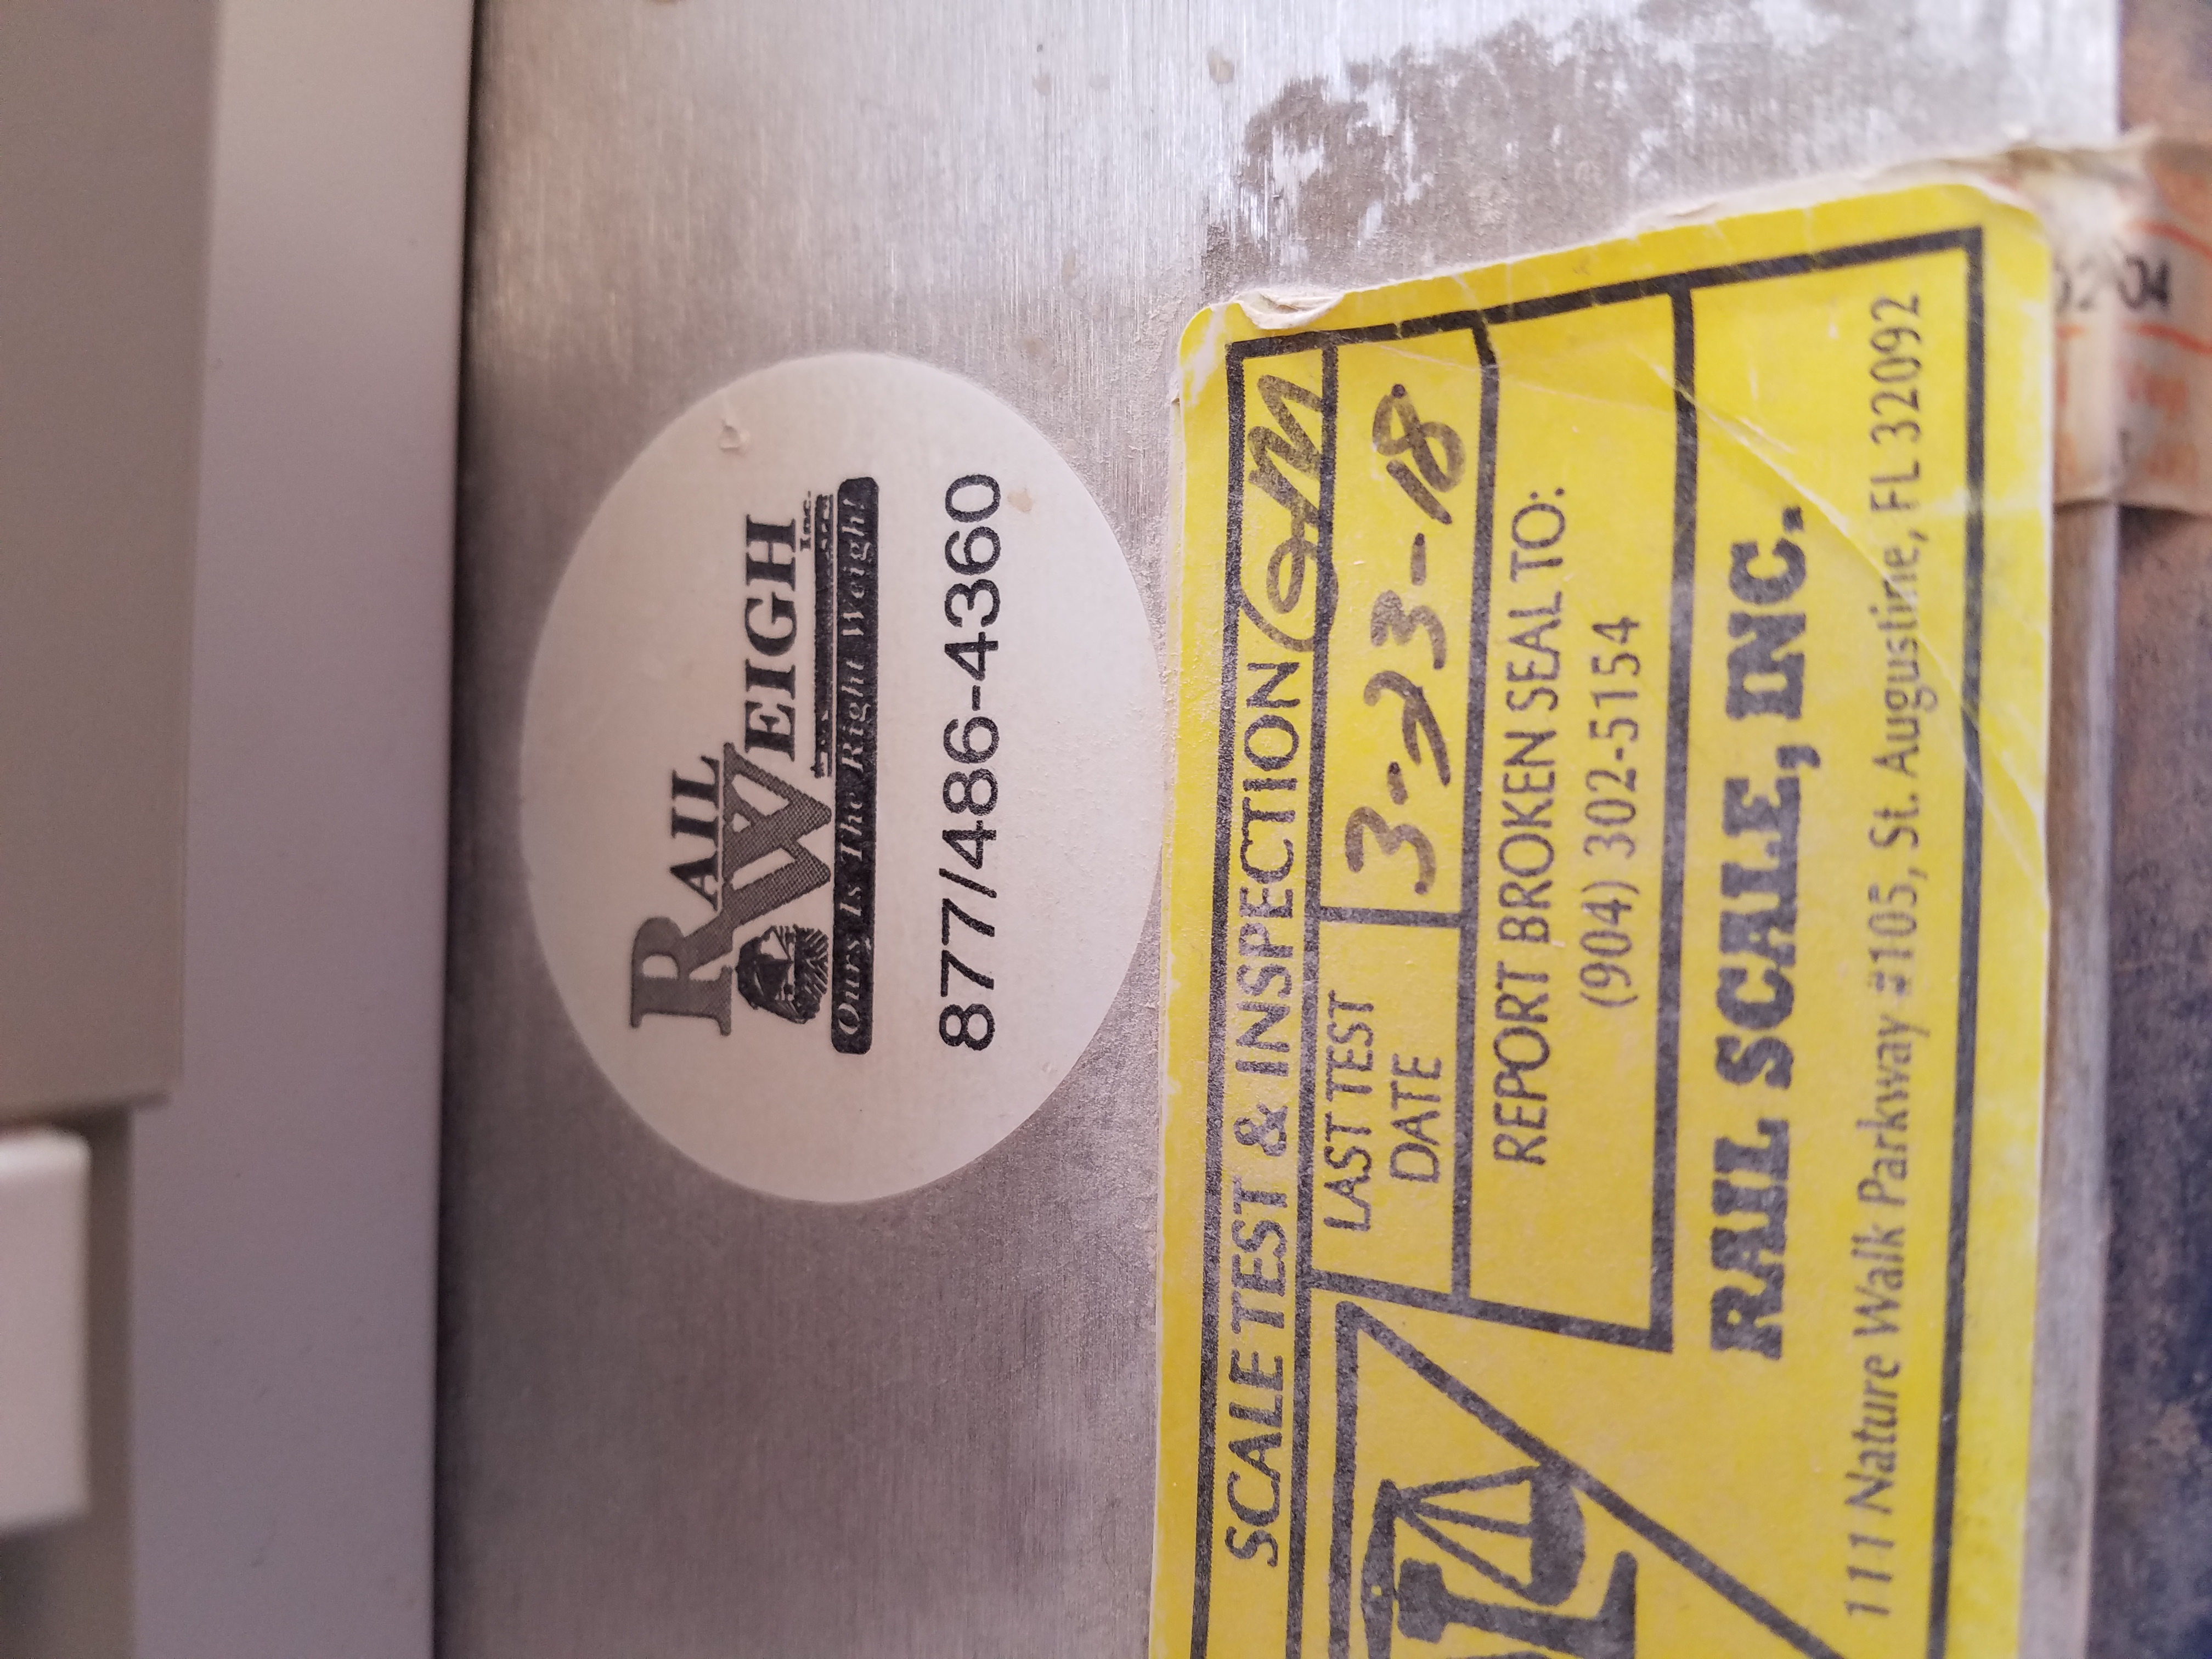 RAIL
WEIGH
Inc.
Ours Is The Right Weigh!
877/486-4360
SCALE TEST & INSPECTION GM
LAST TEST
DATE
3-23-18
REPORT BROKEN SEAL TO:
(904) 302-5154
RAIL SCALE, INC.
111 Nature Walk Parkway #105, St. Augustine, FL 32092